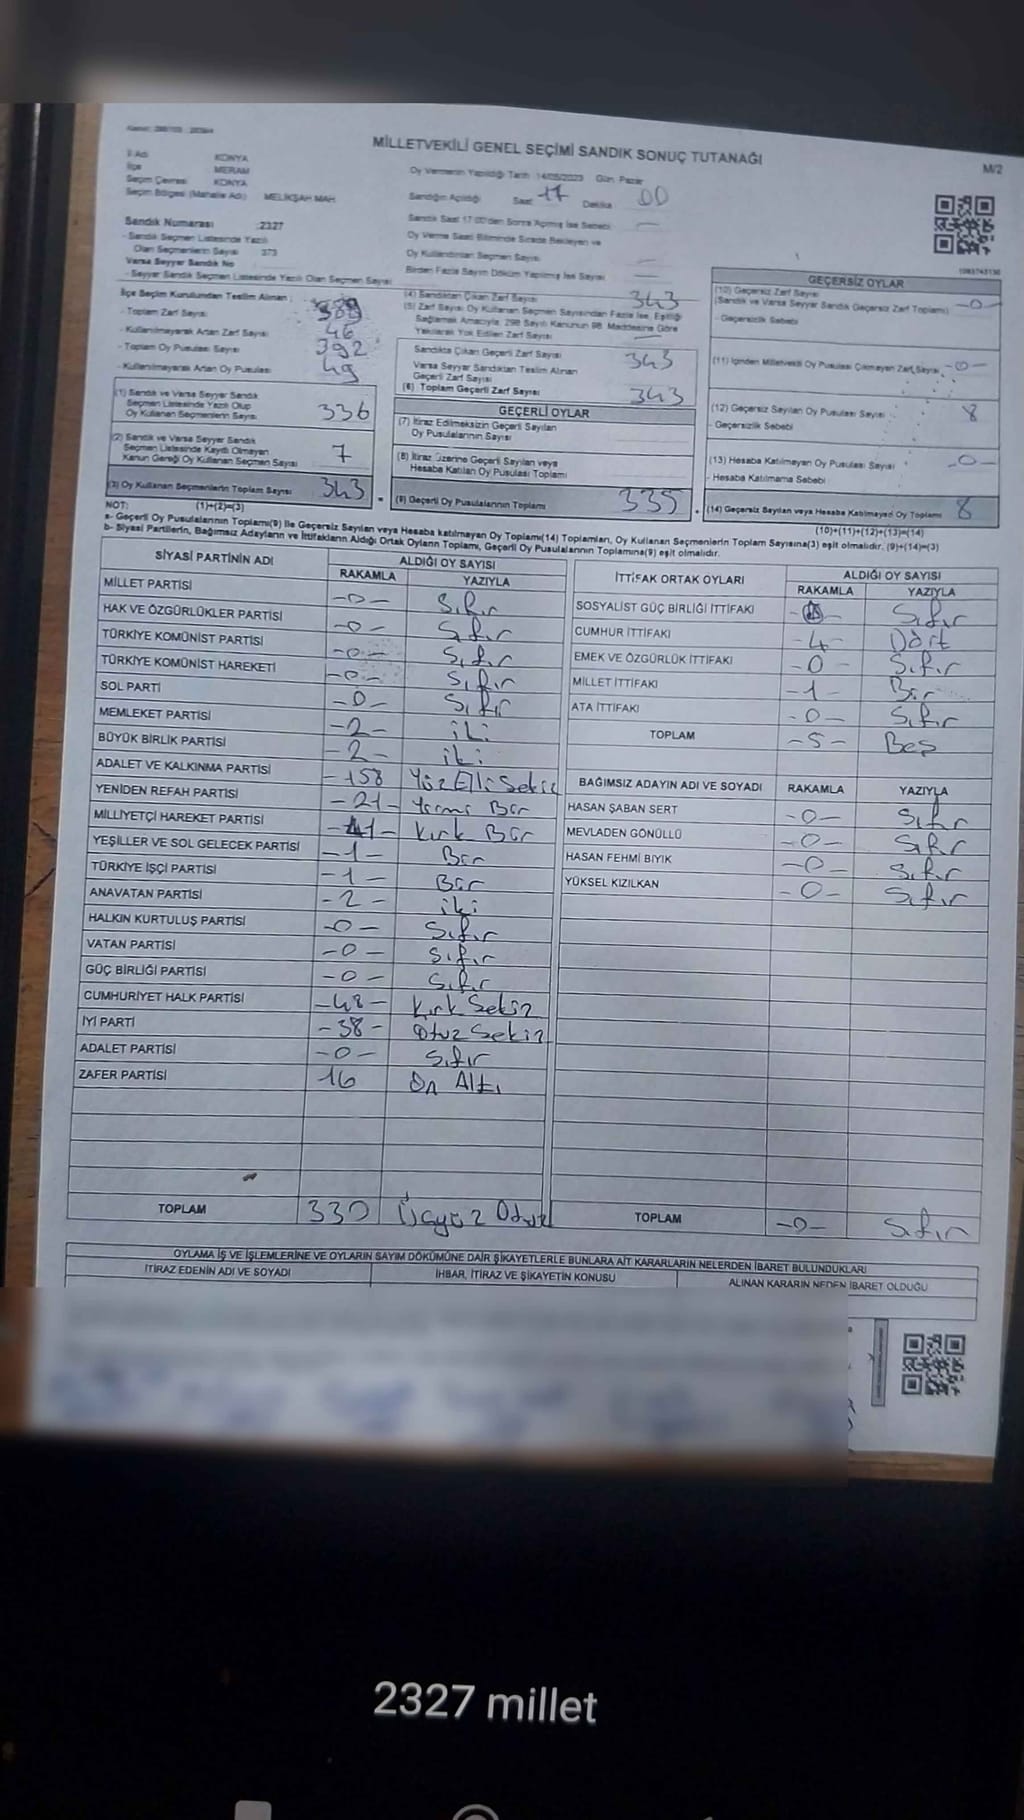 MİLLETVEKİLİ GENEL SEÇİMİ SANDIK SONUÇ TUTANAĞI
M/2
İl Adı KONYA
İlçe MERAM
Seçim Çevresi KONYA
Seçim Bölgesi (Mahalle Adı) MELİKŞAH MAH.
Oy Vermenin Yapıldığı Tarih 14/05/2023 Gün Pazar
Sandığın Açıldığı Saat 17 Dakika 00
Sandık Saat 17:00'den Sonra Açılmış İse Sebebi —
Oy Verme Saati Bitiminde Sırada Bekleyen ve
Oy Kullandırılan Seçmen Sayısı —
Birden Fazla Sayım Döküm Yapılmış İse Sayısı —
Sandık Numarası :2327
- Sandık Seçmen Listesinde Yazılı
Olan Seçmenlerin Sayısı 373
Varsa Seyyar Sandık No
- Seyyar Sandık Seçmen Listesinde Yazılı Olan Seçmen Sayısı
İlçe Seçim Kurulundan Teslim Alınan ;
- Toplam Zarf Sayısı
- Kullanılmayarak Artan Zarf Sayısı 46
- Toplam Oy Pusulası Sayısı 392
- Kullanılmayarak Artan Oy Pusulası 49
(1) Sandık ve Varsa Seyyar Sandık
Seçmen Listesinde Yazılı Olup
Oy Kullanan Seçmenlerin Sayısı 336
(2) Sandık ve Varsa Seyyar Sandık
Seçmen Listesinde Kayıtlı Olmayan
Kanun Gereği Oy Kullanan Seçmen Sayısı 7
(3) Oy Kullanan Seçmenlerin Toplam Sayısı 343
(1)+(2)=(3)
(4) Sandıktan Çıkan Zarf Sayısı 343
(5) Zarf Sayısı Oy Kullanan Seçmen Sayısından Fazla İse, Eşitliği
Sağlamak Amacıyla, 298 Sayılı Kanunun 98. Maddesine Göre
Yakılarak Yok Edilen Zarf Sayısı —
Sandıkta Çıkan Geçerli Zarf Sayısı 343
Varsa Seyyar Sandıktan Teslim Alınan
Geçerli Zarf Sayısı
(6) Toplam Geçerli Zarf Sayısı 343
GEÇERLİ OYLAR
(7) İtiraz Edilmeksizin Geçerli Sayılan
Oy Pusulalarının Sayısı
(8) İtiraz Üzerine Geçerli Sayılan veya
Hesaba Katılan Oy Pusulası Toplamı
(9) Geçerli Oy Pusulalarının Toplamı 335
GEÇERSİZ OYLAR
(10) Geçersiz Zarf Sayısı
(Sandık ve Varsa Seyyar Sandık Geçersiz Zarf Toplamı) -0-
- Geçersizlik Sebebi
(11) İçinden Milletvekili Oy Pusulası Çıkmayan Zarf Sayısı -0-
(12) Geçersiz Sayılan Oy Pusulası Sayısı 8
- Geçersizlik Sebebi
(13) Hesaba Katılmayan Oy Pusulası Sayısı -0-
- Hesaba Katılmama Sebebi
(14) Geçersiz Sayılan veya Hesaba Katılmayan Oy Toplamı 8
(10)+(11)+(12)+(13)=(14)
NOT:
a- Geçerli Oy Pusulalarının Toplamı(9) ile Geçersiz Sayılan veya Hesaba katılmayan Oy Toplamı(14) Toplamları, Oy Kullanan Seçmenlerin Toplam Sayısına(3) eşit olmalıdır. (9)+(14)=(3)
b- Siyasi Partilerin, Bağımsız Adayların ve İttifakların Aldığı Ortak Oyların Toplamı, Geçerli Oy Pusulalarının Toplamına(9) eşit olmalıdır.
SİYASİ PARTİNİN ADI ALDIĞI OY SAYISI
RAKAMLA YAZIYLA
MİLLET PARTİSİ -0- Sıfır
HAK VE ÖZGÜRLÜKLER PARTİSİ -0- Sıfır
TÜRKİYE KOMÜNİST PARTİSİ -0- Sıfır
TÜRKİYE KOMÜNİST HAREKETİ -0- Sıfır
SOL PARTİ -0- Sıfır
MEMLEKET PARTİSİ -2- iki
BÜYÜK BİRLİK PARTİSİ -2- iki
ADALET VE KALKINMA PARTİSİ -158 Yüz Elli Sekiz
YENİDEN REFAH PARTİSİ -21- Yirmi Bir
MİLLİYETÇİ HAREKET PARTİSİ -41- Kırk Bir
YEŞİLLER VE SOL GELECEK PARTİSİ -1- Bir
TÜRKİYE İŞÇİ PARTİSİ -1- Bir
ANAVATAN PARTİSİ -2- iki
HALKIN KURTULUŞ PARTİSİ -0- Sıfır
VATAN PARTİSİ -0- Sıfır
GÜÇ BİRLİĞİ PARTİSİ -0- Sıfır
CUMHURİYET HALK PARTİSİ -48- Kırk Sekiz
İYİ PARTİ -38- Otuz Sekiz
ADALET PARTİSİ -0- Sıfır
ZAFER PARTİSİ 16 On Altı
TOPLAM 330 Üçyüz Otuz
İTTİFAK ORTAK OYLARI ALDIĞI OY SAYISI
RAKAMLA YAZIYLA
SOSYALİST GÜÇ BİRLİĞİ İTTİFAKI Sıfır
CUMHUR İTTİFAKI -4- Dört
EMEK VE ÖZGÜRLÜK İTTİFAKI -0- Sıfır
MİLLET İTTİFAKI -1- Bir
ATA İTTİFAKI -0- Sıfır
TOPLAM -5- Beş
BAĞIMSIZ ADAYIN ADI VE SOYADI RAKAMLA YAZIYLA
HASAN ŞABAN SERT -0- Sıfır
MEVLADEN GÖNÜLLÜ -0- Sıfır
HASAN FEHMİ BIYIK -0- Sıfır
YÜKSEL KIZILKAN -0- Sıfır
TOPLAM -0- Sıfır
OYLAMA İŞ VE İŞLEMLERİNE VE OYLARIN SAYIM DÖKÜMÜNE DAİR ŞİKAYETLERLE BUNLARA AİT KARARLARIN NELERDEN İBARET BULUNDUKLARI
İTİRAZ EDENİN ADI VE SOYADI İHBAR, İTİRAZ VE ŞİKAYETİN KONUSU ALINAN KARARIN NEDEN İBARET OLDUĞU
2327 millet